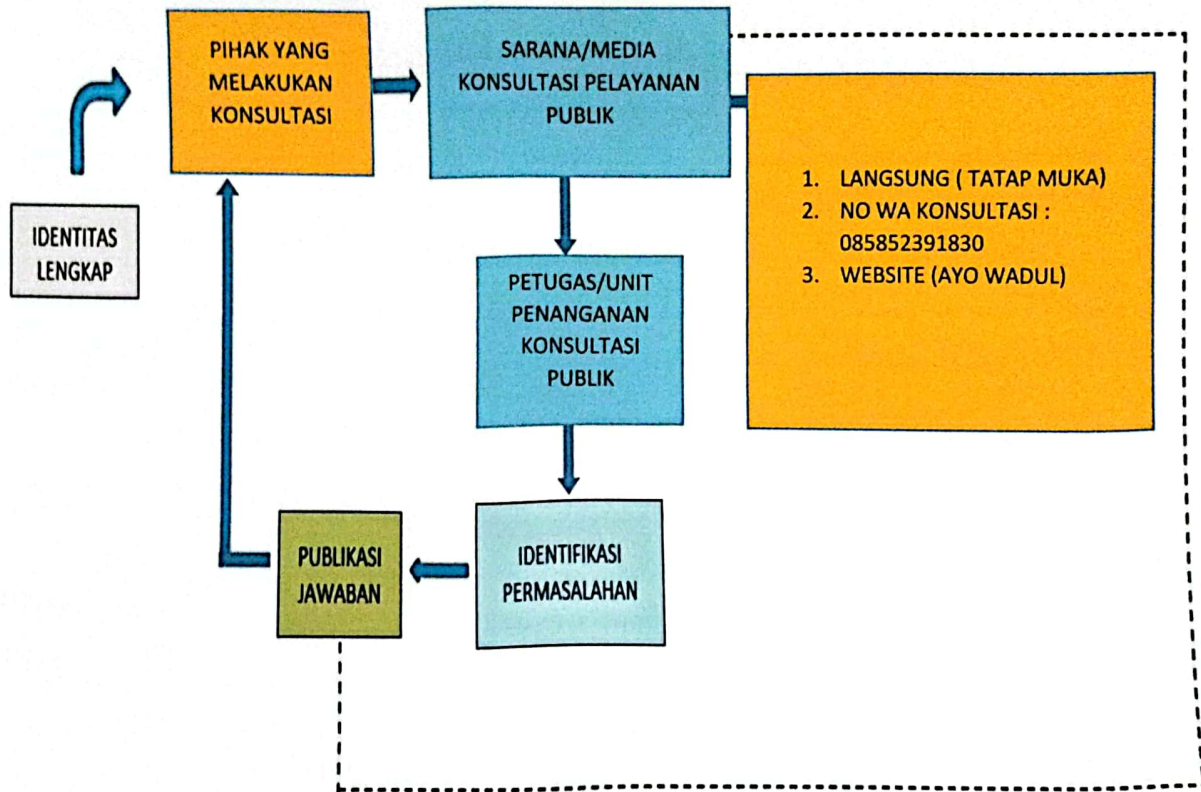 PIHAK YANG
MELAKUKAN
KONSULTASI
SARANA/MEDIA
KONSULTASI PELAYANAN
PUBLIK
1. LANGSUNG ( TATAP MUKA)
2. NO WA KONSULTASI :
085852391830
3. WEBSITE (AYO WADUL)
IDENTITAS
LENGKAP
PETUGAS/UNIT
PENANGANAN
KONSULTASI
PUBLIK
PUBLIKASI
JAWABAN
IDENTIFIKASI
PERMASALAHAN